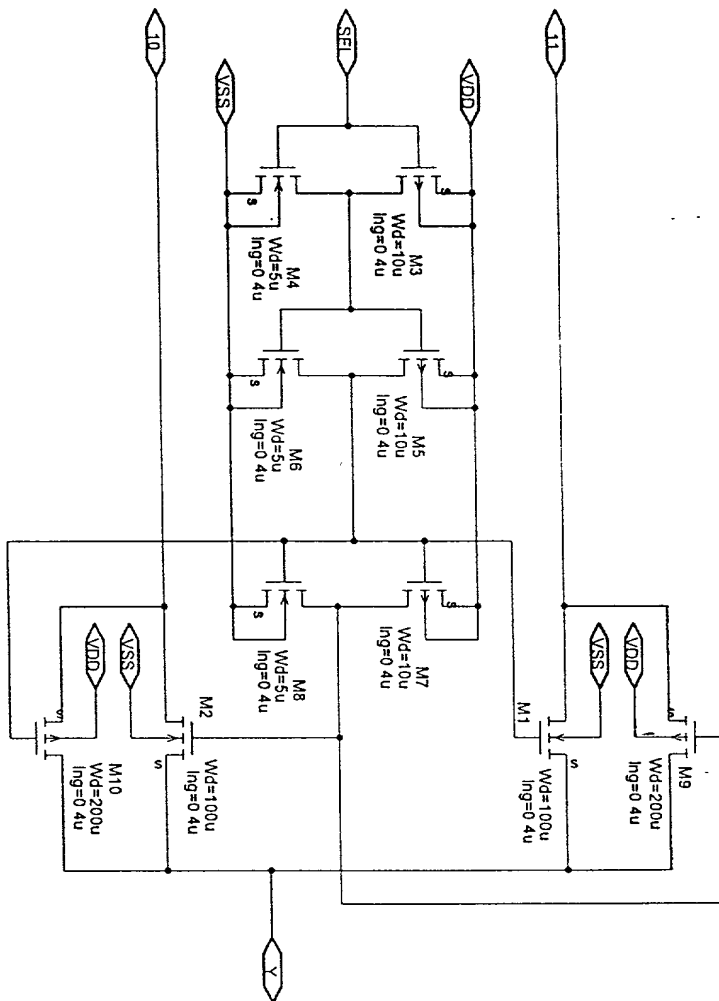 11
VDD
SEL
VSS
10
s
M3
Wd=10u
lng=0 4u
s
M4
Wd=5u
lng=0 4u
s
M5
Wd=10u
lng=0 4u
s
M6
Wd=5u
lng=0 4u
s
M7
Wd=10u
lng=0 4u
s
M8
Wd=5u
lng=0 4u
s
VDD
M9
Wd=200u
lng=0 4u
VSS
M1
s
Wd=100u
lng=0 4u
M2
VSS
s
Wd=100u
lng=0 4u
VDD
s
M10
Wd=200u
lng=0 4u
Y